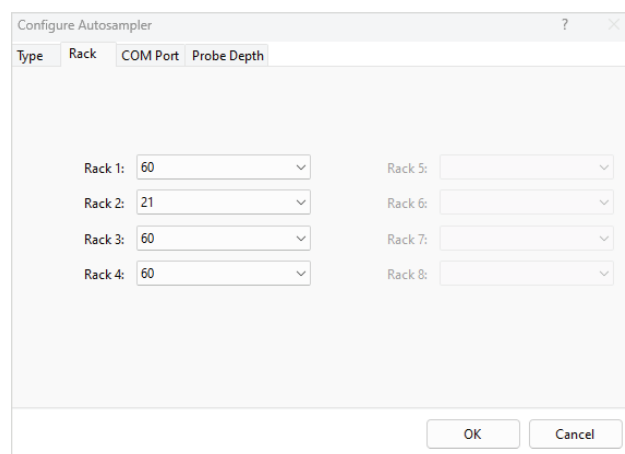 Configure Autosampler ?
Type Rack COM Port Probe Depth
Rack 1: 60 Rack 5:
Rack 2: 21 Rack 6:
Rack 3: 60 Rack 7:
Rack 4: 60 Rack 8:
OK Cancel